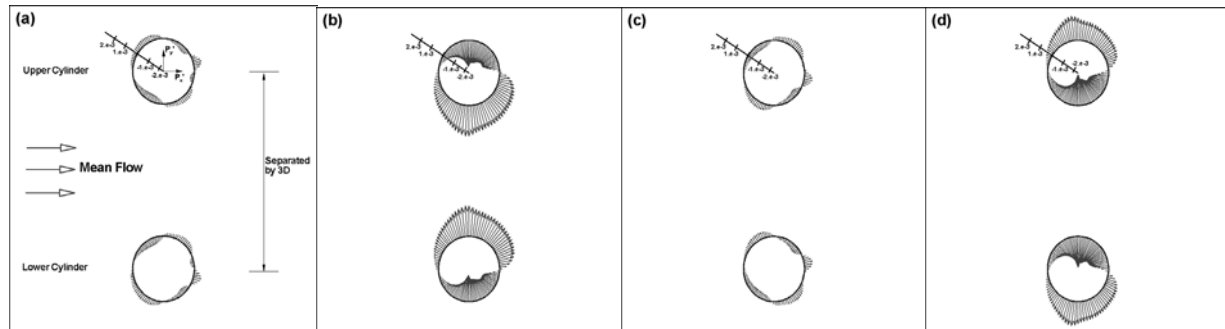 (a)
2.e-3
1.e-3
-1.e-3
-2.e-3
Py'
Px'
Upper Cylinder
Mean Flow
Separated
by 3D
Lower Cylinder
(b)
2.e-3
1.e-3
-1.e-3
-2.e-3
(c)
2.e-3
1.e-3
-1.e-3
-2.e-3
(d)
2.e-3
1.e-3
-1.e-3
-2.e-3